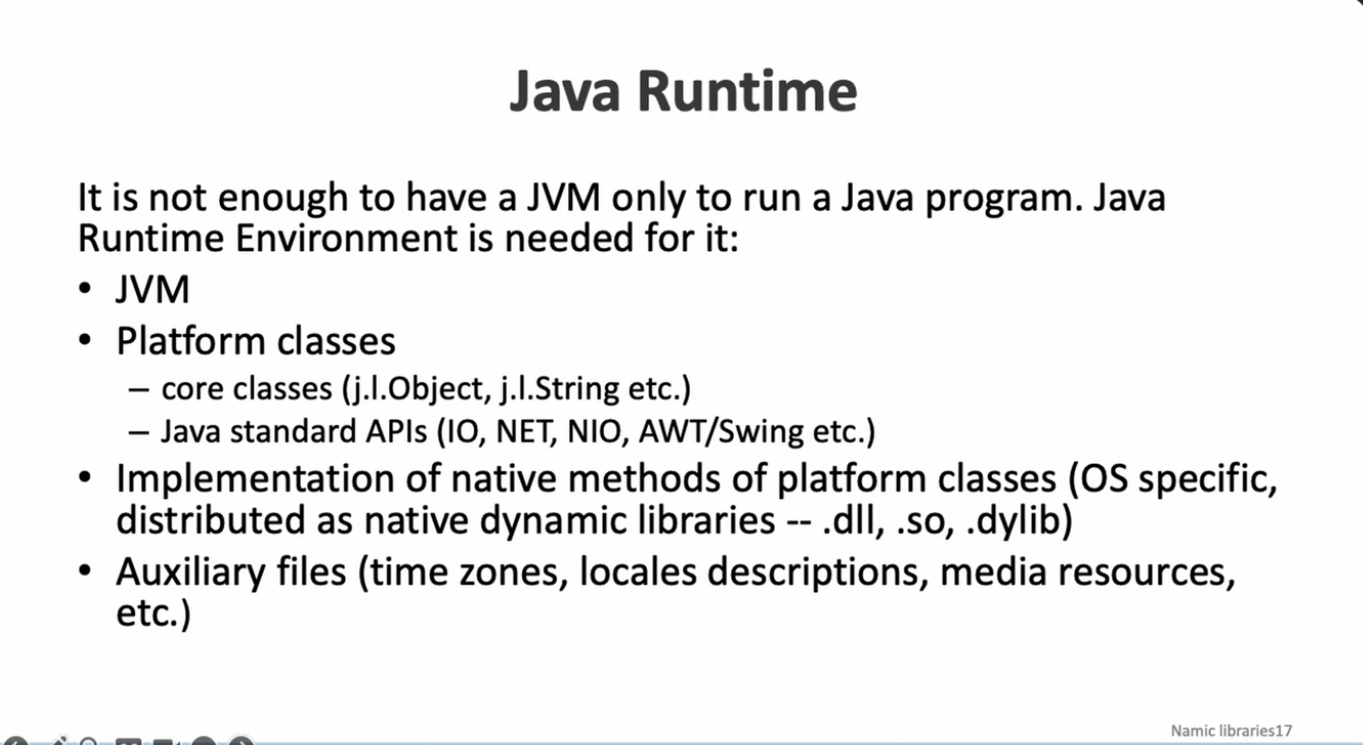 Java Runtime
It is not enough to have a JVM only to run a Java program. Java
Runtime Environment is needed for it:
• JVM
• Platform classes
– core classes (j.l.Object, j.l.String etc.)
– Java standard APIs (IO, NET, NIO, AWT/Swing etc.)
• Implementation of native methods of platform classes (OS specific,
distributed as native dynamic libraries -- .dll, .so, .dylib)
• Auxiliary files (time zones, locales descriptions, media resources,
etc.)
Namic libraries17